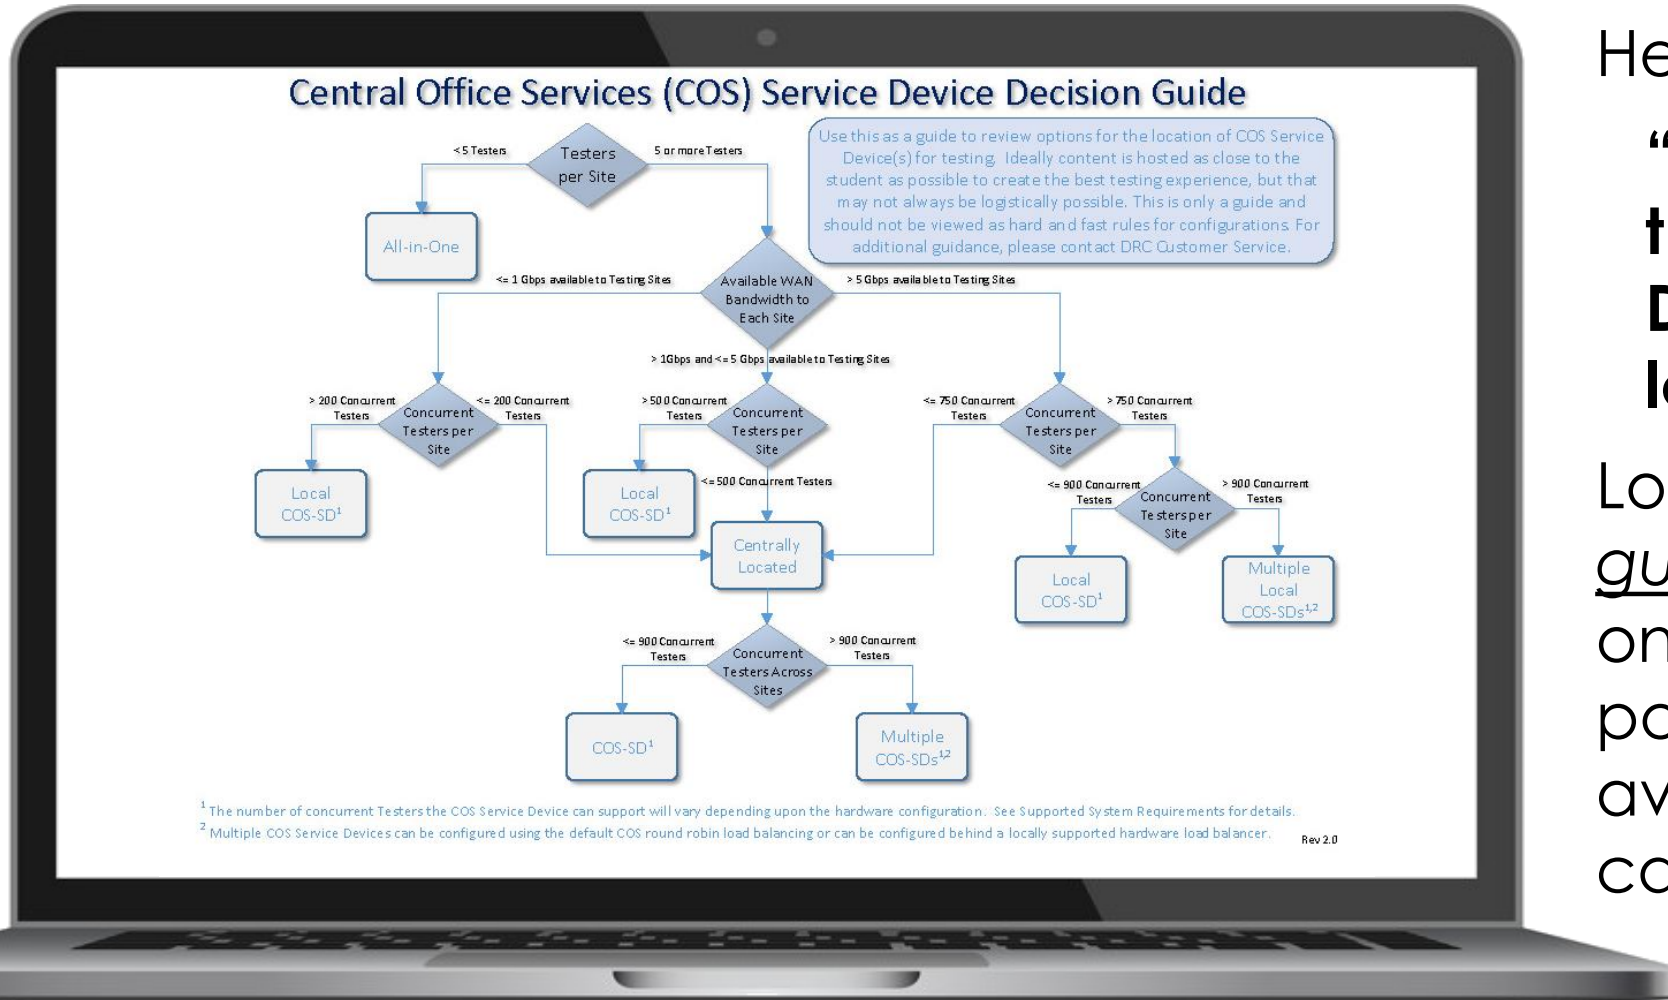 Central Office Services (COS) Service Device Decision Guide
< 5 Testers
Testers
per Site
5 or more Testers
Use this as a guide to review options for the location of COS Service
Device(s) for testing. Ideally content is hosted as close to the
student as possible to create the best testing experience, but that
may not always be logistically possible. This is only a guide and
should not be viewed as hard and fast rules for configurations. For
additional guidance, please contact DRC Customer Service.
All-in-One
<= 1 Gbps available to Testing Sites
Available WAN
Bandwidth to
Each Site
> 5 Gbps available to Testing Sites
> 1Gbps and <= 5 Gbps available to Testing Sites
> 200 Concurrent
Testers
Concurrent
Testers per
Site
<= 200 Concurrent
Testers
> 500 Concurrent
Testers
Concurrent
Testers per
Site
<= 750 Concurrent
Testers
Concurrent
Testers per
Site
> 750 Concurrent
Testers
Local
COS-SD¹
Local
COS-SD¹
<= 500 Concurrent Testers
<= 900 Concurrent
Testers
Concurrent
Testers per
Site
> 900 Concurrent
Testers
Centrally
Located
Local
COS-SD¹
Multiple
Local
COS-SDs¹,²
<= 900 Concurrent
Testers
Concurrent
Testers Across
Sites
> 900 Concurrent
Testers
COS-SD¹
Multiple
COS-SDs¹,²
¹ The number of concurrent Testers the COS Service Device can support will vary depending upon the hardware configuration. See Supported System Requirements for details.
² Multiple COS Service Devices can be configured using the default COS round robin load balancing or can be configured behind a locally supported hardware load balancer.
Rev 2.0